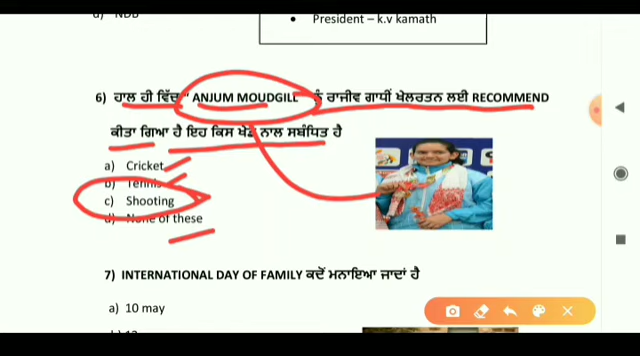 President – k.v kamath
6) ਹਾਲ ਹੀ ਵਿੱਚ ANJUM MOUDGILL ਨੂੰ ਰਾਜੀਵ ਗਾਧੀਂ ਖੇਲਰਤਨ ਲਈ RECOMMEND
ਕੀਤਾ ਗਿਆ ਹੈ ਇਹ ਕਿਸ ਖੇਡ ਨਾਲ ਸਬੰਧਿਤ ਹੈ
a) Cricket
b) Tennis
c) Shooting
d) None of these
7) INTERNATIONAL DAY OF FAMILY ਕਦੋਂ ਮਨਾਇਆ ਜਾਦਾਂ ਹੈ
a) 10 may